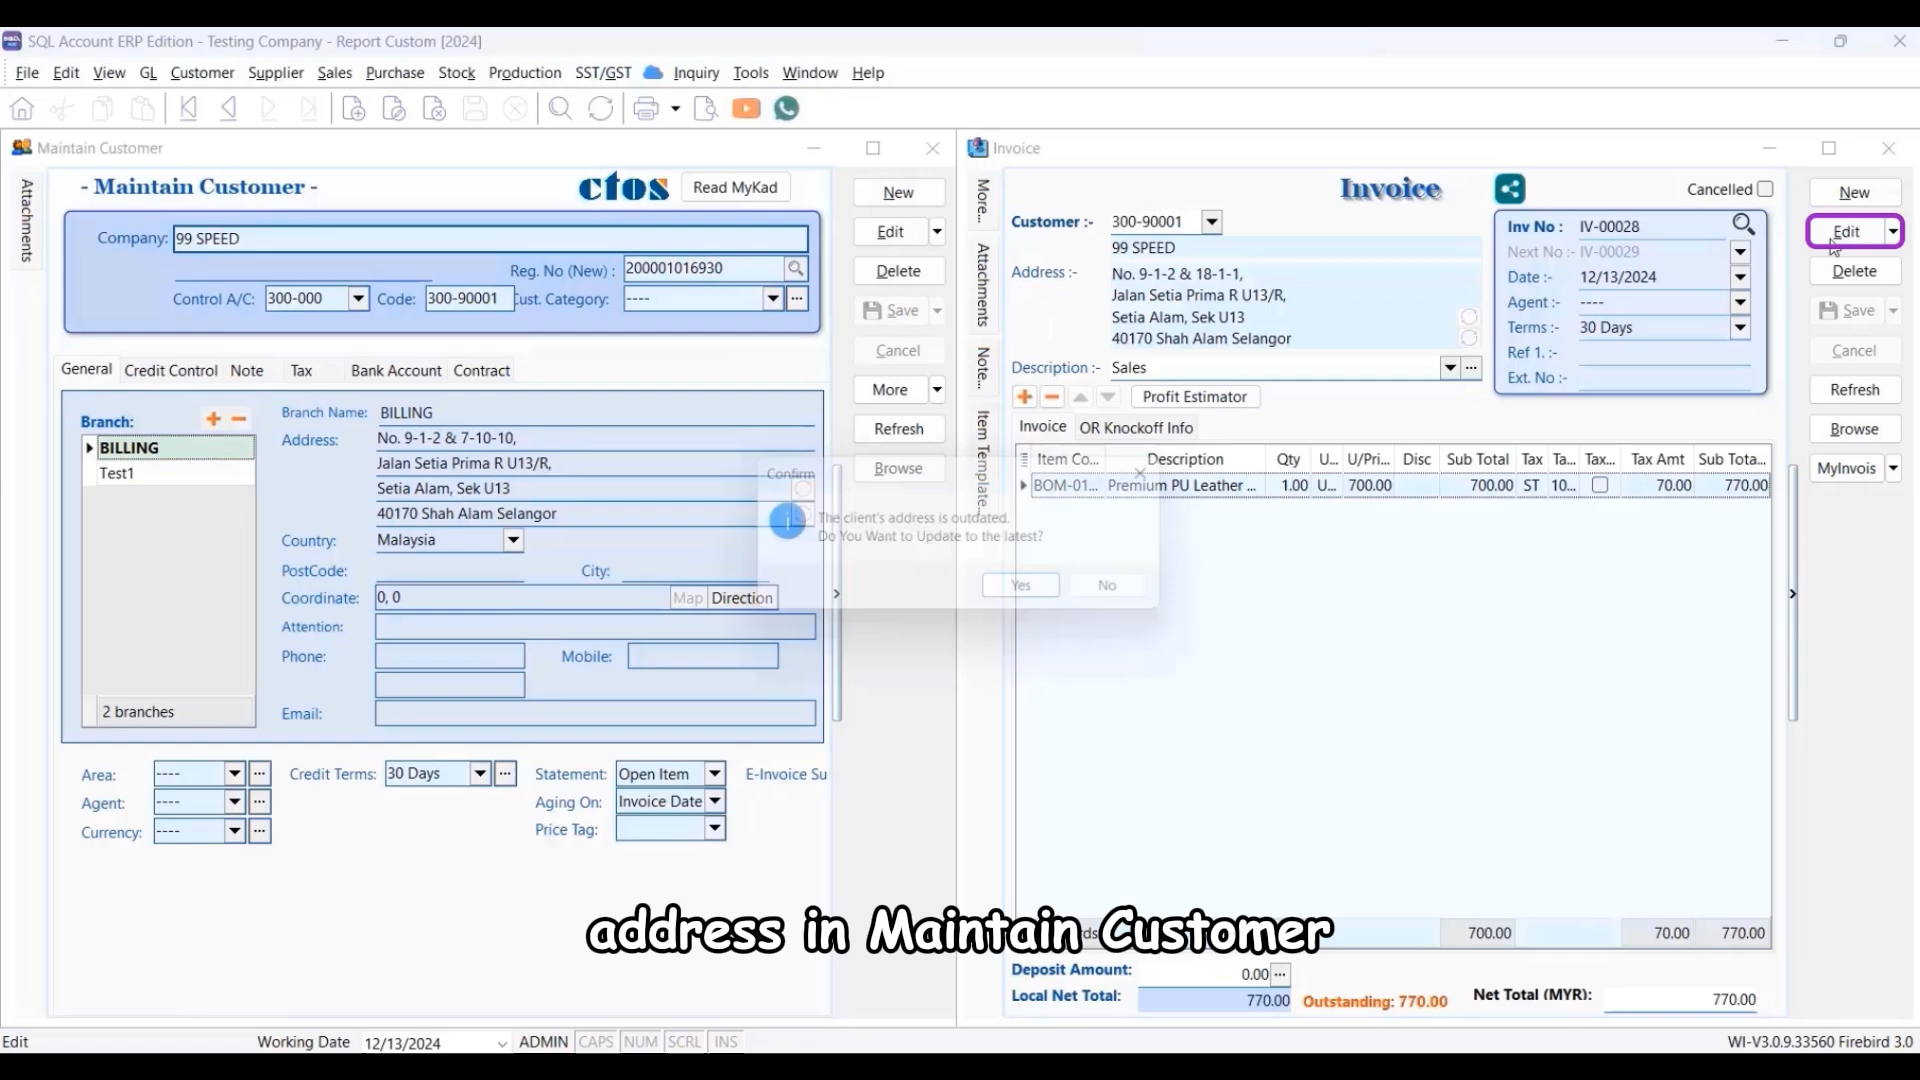 SQL Account ERP Edition - Testing Company - Report Custom [2024]
File Edit View GL Customer Supplier Sales Purchase Stock Production SST/GST Inquiry Tools Window Help
Maintain Customer
Attachments
- Maintain Customer -
ctos
Read MyKad
Company: 99 SPEED
Reg. No (New) : 200001016930
Control A/C: 300-000 Code: 300-90001 Cust. Category: ----
General Credit Control Note Tax Bank Account Contract
Branch:
BILLING
Test1
2 branches
Branch Name: BILLING
Address: No. 9-1-2 & 7-10-10,
Jalan Setia Prima R U13/R,
Setia Alam, Sek U13
40170 Shah Alam Selangor
Country: Malaysia
PostCode: City:
Coordinate: 0, 0 Map Direction
Attention:
Phone: Mobile:
Email:
Area: ---- Credit Terms: 30 Days Statement: Open Item E-Invoice Su
Agent: ---- Aging On: Invoice Date
Currency: ---- Price Tag:
New
Edit
Delete
Save
Cancel
More
Refresh
Browse
Confirm
The client's address is outdated.
Do You Want to Update to the latest?
Yes No
Invoice
More...
Attachments
Note...
Item Template...
Invoice
Cancelled
Customer :- 300-90001
99 SPEED
Address :- No. 9-1-2 & 18-1-1,
Jalan Setia Prima R U13/R,
Setia Alam, Sek U13
40170 Shah Alam Selangor
Description :- Sales
Inv No : IV-00028
Next No :- IV-00029
Date :- 12/13/2024
Agent :- ----
Terms :- 30 Days
Ref 1. :-
Ext. No :-
Profit Estimator
Invoice OR Knockoff Info
Item Co... Description Qty U... U/Pri... Disc Sub Total Tax Ta... Tax... Tax Amt Sub Tota...
BOM-01... Premium PU Leather ... 1.00 U... 700.00 700.00 ST 10... 70.00 770.00
700.00 70.00 770.00
Deposit Amount: 0.00
Local Net Total: 770.00 Outstanding: 770.00 Net Total (MYR): 770.00
New
Edit
Delete
Save
Cancel
Refresh
Browse
MyInvois
address in Maintain Customer
Edit Working Date 12/13/2024 ADMIN CAPS NUM SCRL INS WI-V3.0.9.33560 Firebird 3.0